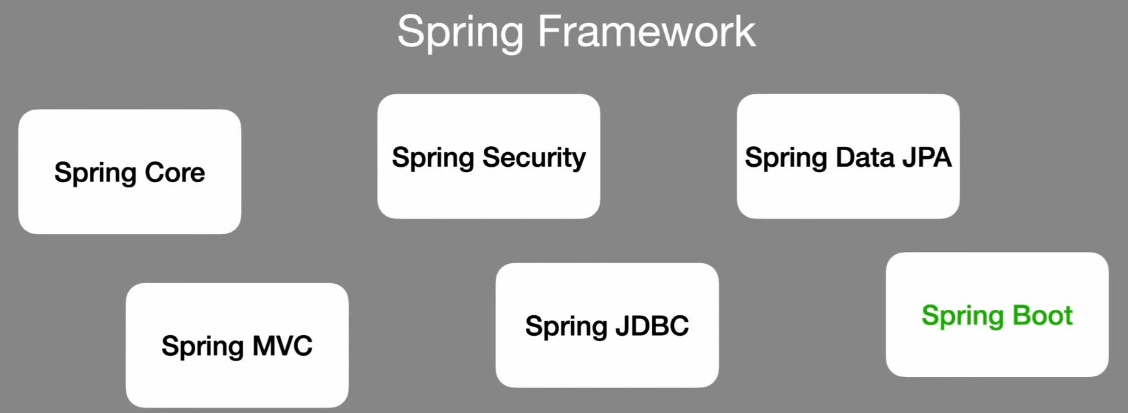 Spring Framework
Spring Core
Spring Security
Spring Data JPA
Spring MVC
Spring JDBC
Spring Boot